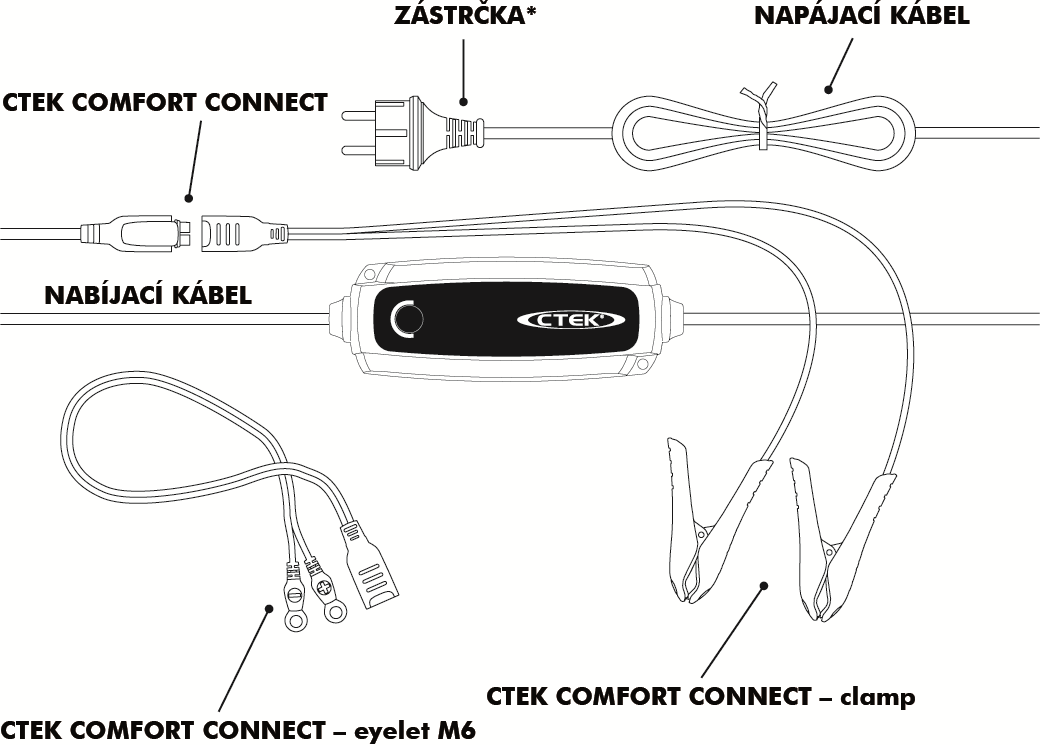 ZÁSTRČKA*
NAPÁJACÍ KÁBEL
CTEK COMFORT CONNECT
NABÍJACÍ KÁBEL
CTEK®
CTEK COMFORT CONNECT – clamp
CTEK COMFORT CONNECT – eyelet M6